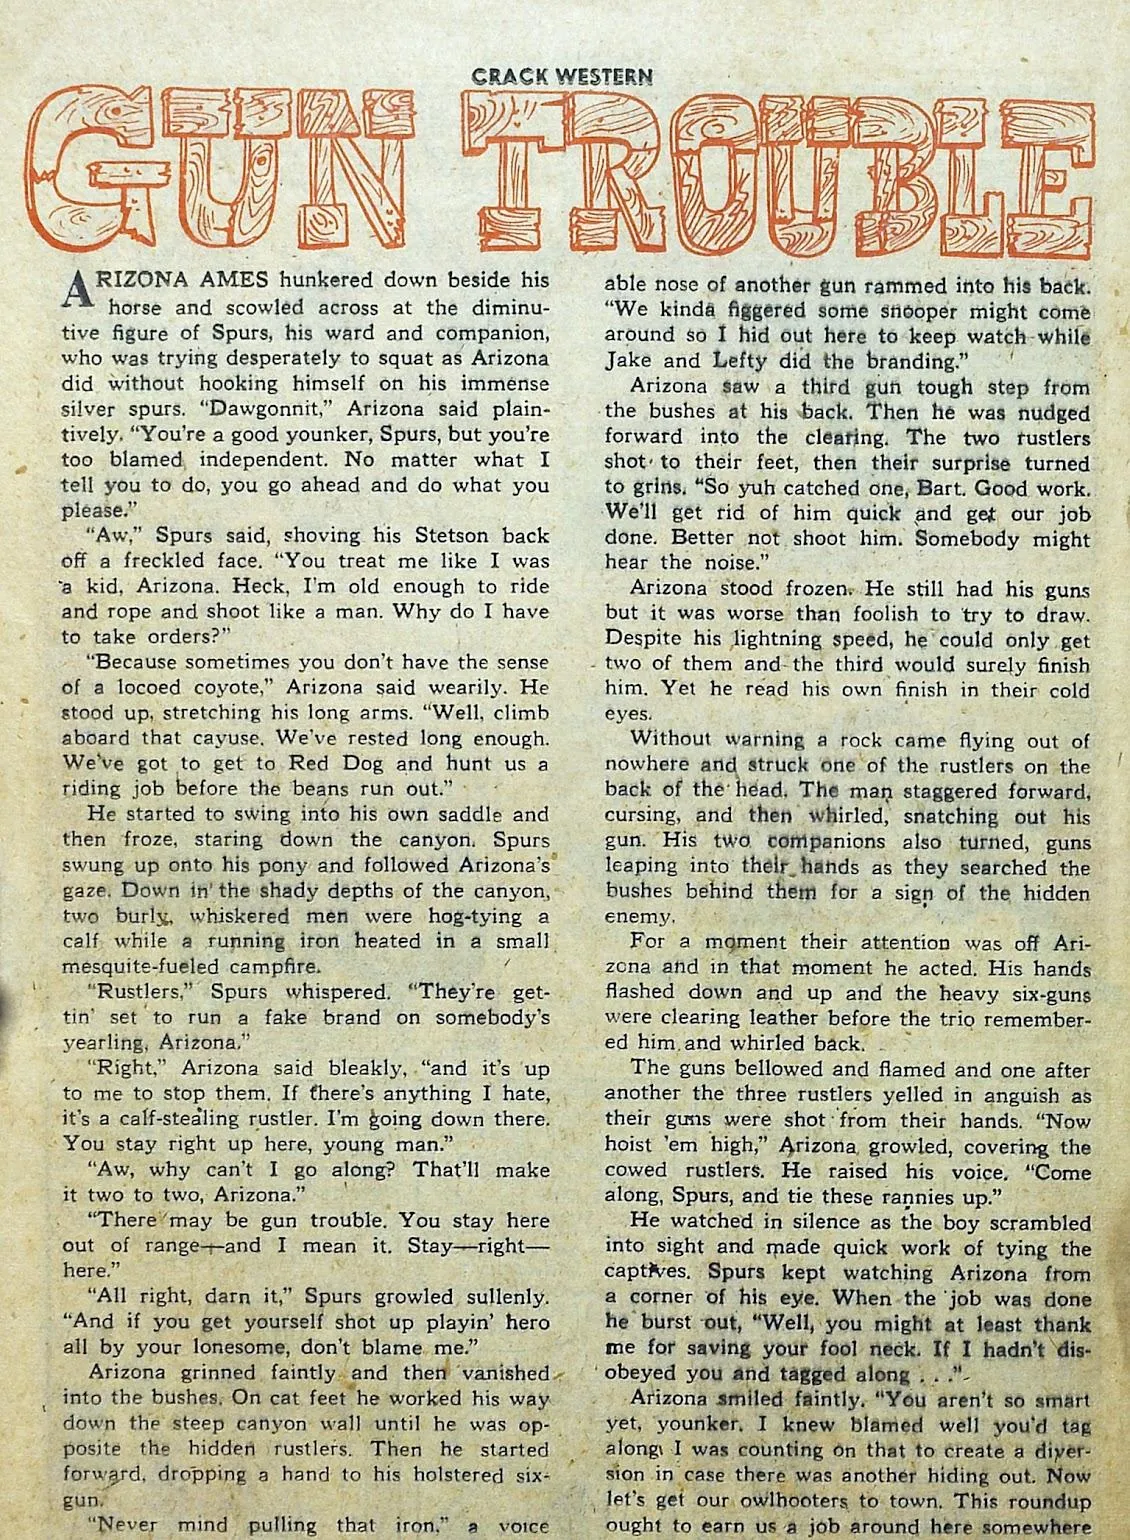 CRACK WESTERN
GUN TROUBLE
ARIZONA AMES hunkered down beside his
horse and scowled across at the diminu-
tive figure of Spurs, his ward and companion,
who was trying desperately to squat as Arizona
did without hooking himself on his immense
silver spurs. "Dawgonnit," Arizona said plain-
tively. "You're a good younker, Spurs, but you're
too blamed independent. No matter what I
tell you to do, you go ahead and do what you
please."
"Aw," Spurs said, shoving his Stetson back
off a freckled face. "You treat me like I was
a kid, Arizona. Heck, I'm old enough to ride
and rope and shoot like a man. Why do I have
to take orders?"
"Because sometimes you don't have the sense
of a locoed coyote," Arizona said wearily. He
stood up, stretching his long arms. "Well, climb
aboard that cayuse. We've rested long enough.
We've got to get to Red Dog and hunt us a
riding job before the beans run out."
He started to swing into his own saddle and
then froze, staring down the canyon. Spurs
swung up onto his pony and followed Arizona's
gaze. Down in the shady depths of the canyon,
two burly, whiskered men were hog-tying a
calf while a running iron heated in a small
mesquite-fueled campfire.
"Rustlers," Spurs whispered. "They're get-
tin' set to run a fake brand on somebody's
yearling, Arizona."
"Right," Arizona said bleakly, "and it's up
to me to stop them. If there's anything I hate,
it's a calf-stealing rustler. I'm going down there.
You stay right up here, young man."
"Aw, why can't I go along? That'll make
it two to two, Arizona."
"There may be gun trouble. You stay here
out of range—and I mean it. Stay—right—
here."
"All right, darn it," Spurs growled sullenly.
"And if you get yourself shot up playin' hero
all by your lonesome, don't blame me."
Arizona grinned faintly and then vanished
into the bushes. On cat feet he worked his way
down the steep canyon wall until he was op-
posite the hidden rustlers. Then he started
forward, dropping a hand to his holstered six-
gun.
"Never mind pulling that iron," a voice
able nose of another gun rammed into his back.
"We kinda figgered some snooper might come
around so I hid out here to keep watch while
Jake and Lefty did the branding."
Arizona saw a third gun tough step from
the bushes at his back. Then he was nudged
forward into the clearing. The two rustlers
shot to their feet, then their surprise turned
to grins. "So yuh catched one, Bart. Good work.
We'll get rid of him quick and get our job
done. Better not shoot him. Somebody might
hear the noise."
Arizona stood frozen. He still had his guns
but it was worse than foolish to try to draw.
Despite his lightning speed, he could only get
two of them and the third would surely finish
him. Yet he read his own finish in their cold
eyes.
Without warning a rock came flying out of
nowhere and struck one of the rustlers on the
back of the head. The man staggered forward,
cursing, and then whirled, snatching out his
gun. His two companions also turned, guns
leaping into their hands as they searched the
bushes behind them for a sign of the hidden
enemy.
For a moment their attention was off Ari-
zona and in that moment he acted. His hands
flashed down and up and the heavy six-guns
were clearing leather before the trio remember-
ed him and whirled back.
The guns bellowed and flamed and one after
another the three rustlers yelled in anguish as
their guns were shot from their hands. "Now
hoist 'em high," Arizona growled, covering the
cowed rustlers. He raised his voice. "Come
along, Spurs, and tie these rannies up."
He watched in silence as the boy scrambled
into sight and made quick work of tying the
captives. Spurs kept watching Arizona from
a corner of his eye. When the job was done
he burst out, "Well, you might at least thank
me for saving your fool neck. If I hadn't dis-
obeyed you and tagged along . . ."
Arizona smiled faintly. "You aren't so smart
yet, younker. I knew blamed well you'd tag
along. I was counting on that to create a diver-
sion in case there was another hiding out. Now
let's get our owlhooters to town. This roundup
ought to earn us a job around here somewhere